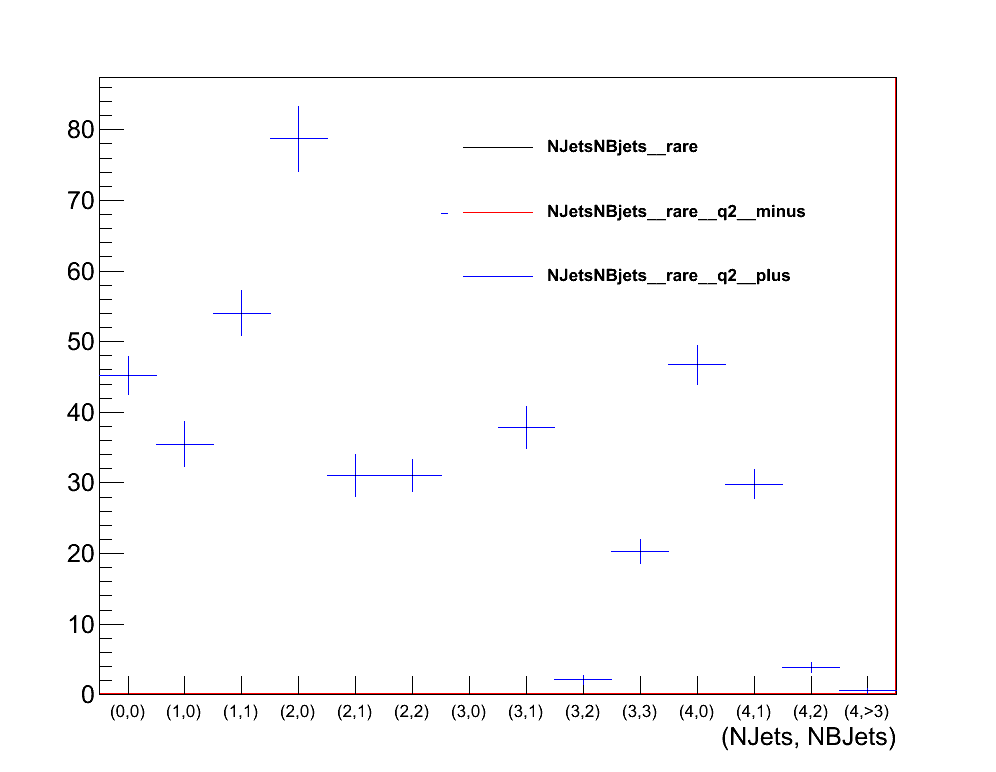 80
70
60
50
40
30
20
10
0
NJetsNBjets__rare
NJetsNBjets__rare__q2__minus
NJetsNBjets__rare__q2__plus
(0,0) (1,0) (1,1) (2,0) (2,1) (2,2) (3,0) (3,1) (3,2) (3,3) (4,0) (4,1) (4,2) (4,>3)
(NJets, NBJets)